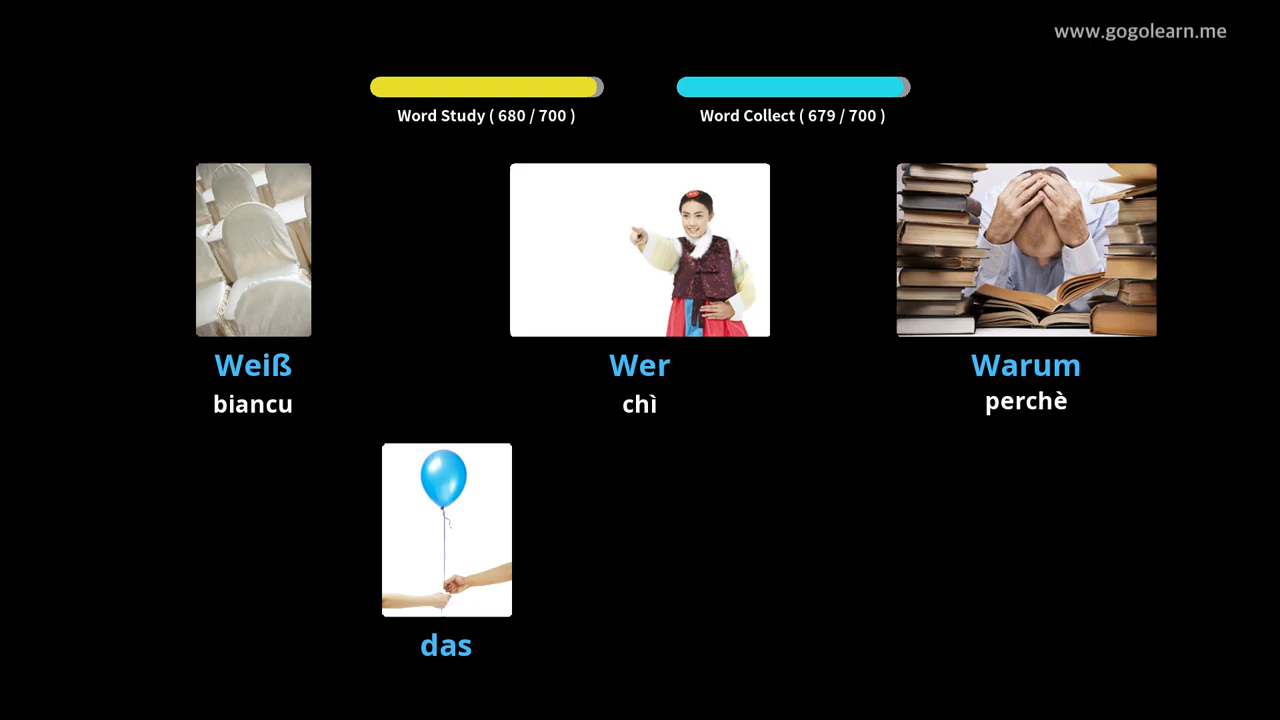 www.gogolearn.me
Word Study ( 680 / 700 )
Word Collect ( 679 / 700 )
Weiß
biancu
Wer
chì
Warum
perchè
das